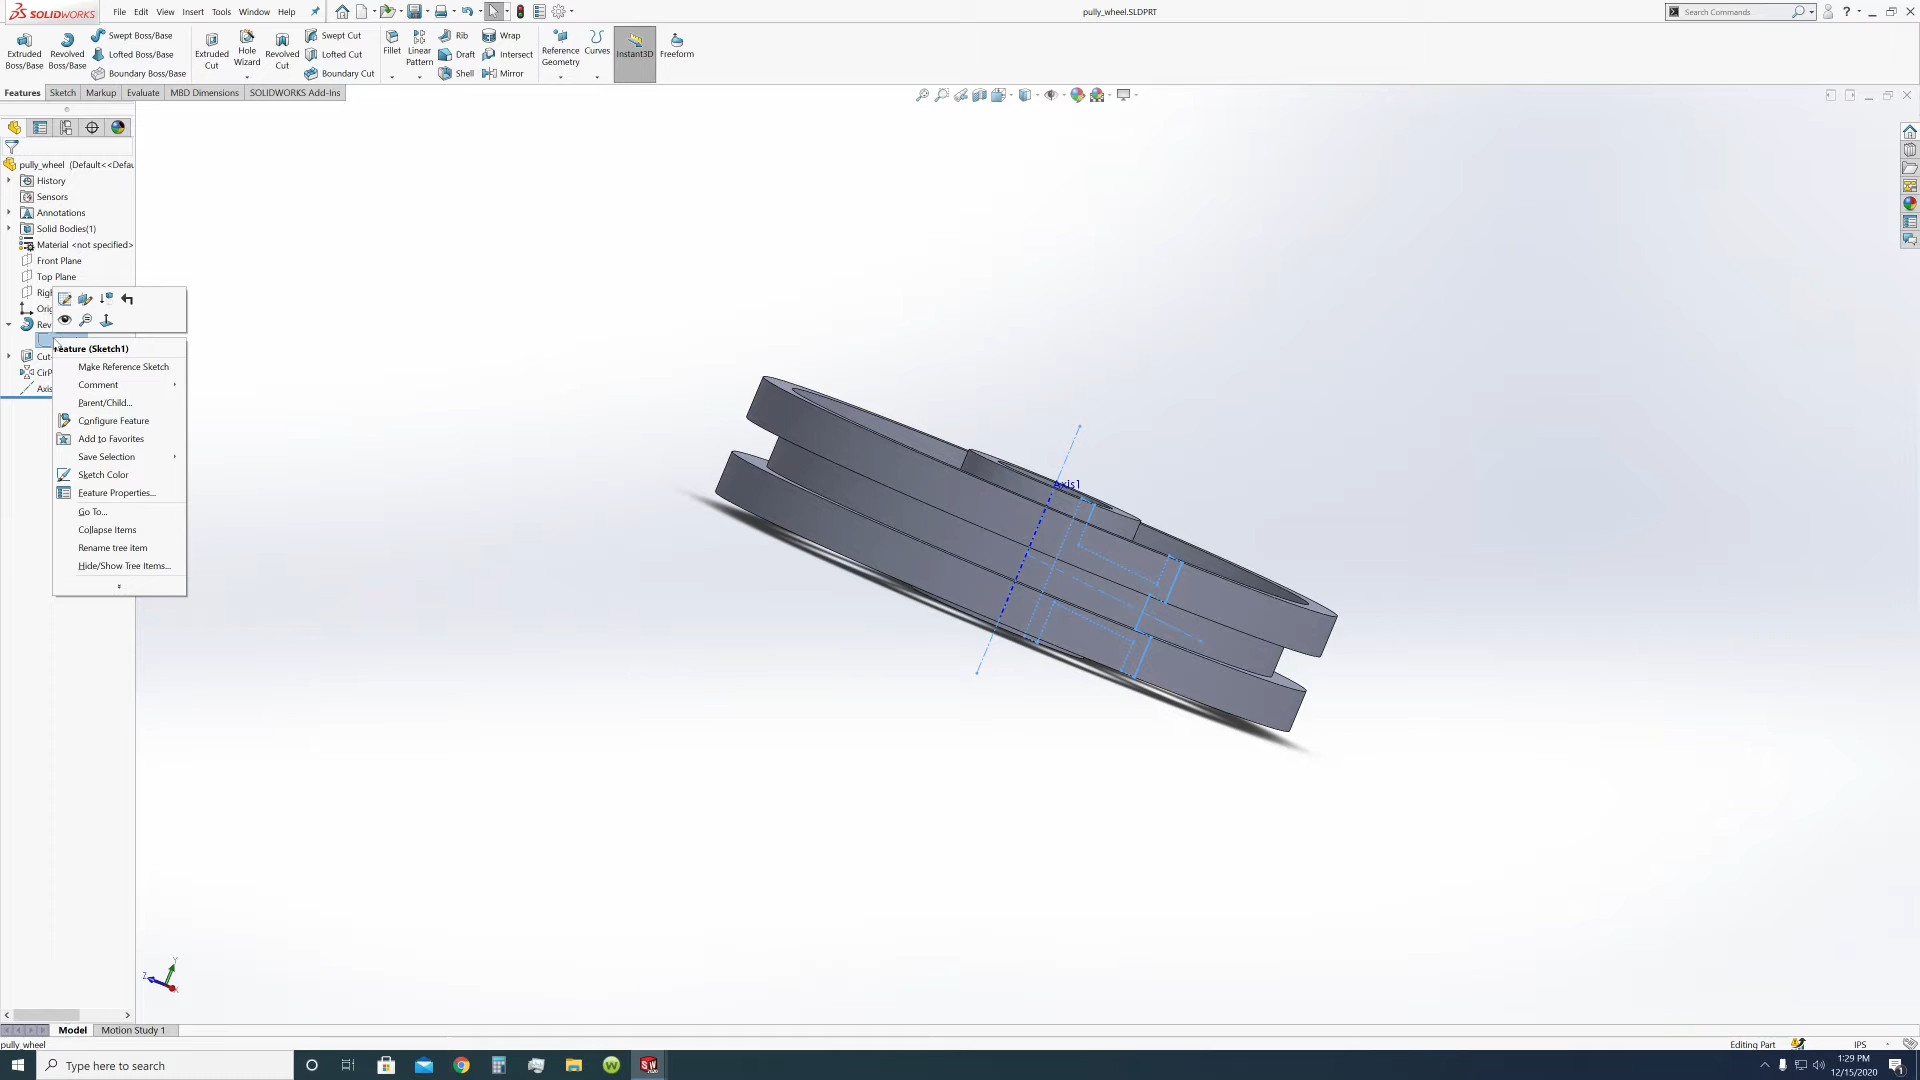 SOLIDWORKS File Edit View Insert Tools Window Help pully_wheel.SLDPRT Search Commands
Extruded Boss/Base
Revolved Boss/Base
Swept Boss/Base
Lofted Boss/Base
Boundary Boss/Base
Extruded Cut
Hole Wizard
Revolved Cut
Swept Cut
Lofted Cut
Boundary Cut
Fillet
Linear Pattern
Rib
Draft
Shell
Wrap
Intersect
Mirror
Reference Geometry
Curves
Instant3D
Freeform
Features Sketch Markup Evaluate MBD Dimensions SOLIDWORKS Add-Ins
pully_wheel (Default<<Defau
History
Sensors
Annotations
Solid Bodies(1)
Material <not specified>
Front Plane
Top Plane
Righ
Orig
Rev
Cut
CirP
Axis
Feature (Sketch1)
Make Reference Sketch
Comment
Parent/Child...
Configure Feature
Add to Favorites
Save Selection
Sketch Color
Feature Properties...
Go To...
Collapse Items
Rename tree item
Hide/Show Tree Items...
Axis1
Y
Z
Model Motion Study 1
pully_wheel Editing Part IPS
Type here to search
1:29 PM
12/15/2020